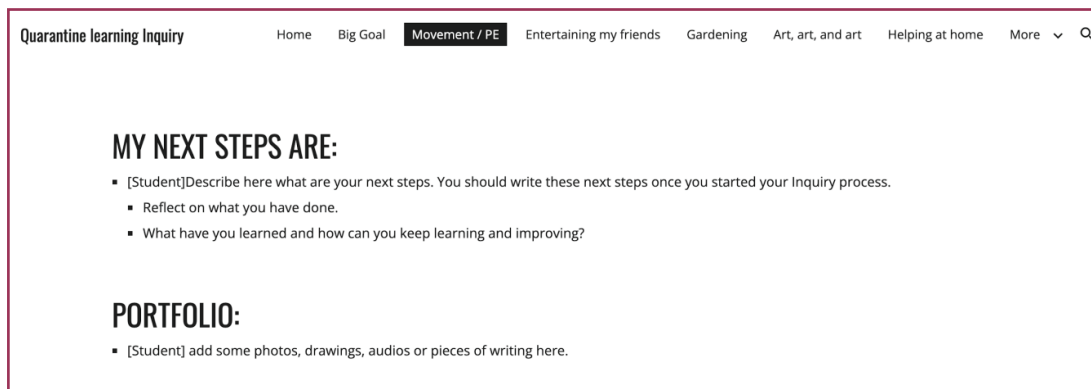 Quarantine learning Inquiry Home Big Goal Movement / PE Entertaining my friends Gardening Art, art, and art Helping at home More
MY NEXT STEPS ARE:
[Student]Describe here what are your next steps. You should write these next steps once you started your Inquiry process.
Reflect on what you have done.
What have you learned and how can you keep learning and improving?
PORTFOLIO:
[Student] add some photos, drawings, audios or pieces of writing here.